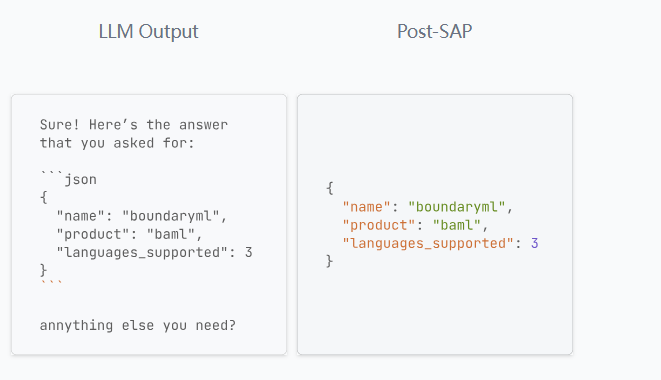 LLM Output
Post-SAP
Sure! Here’s the answer
that you asked for:
```json
{
  "name": "boundaryml",
  "product": "baml",
  "languages_supported": 3
}
```
annything else you need?
{
  "name": "boundaryml",
  "product": "baml",
  "languages_supported": 3
}